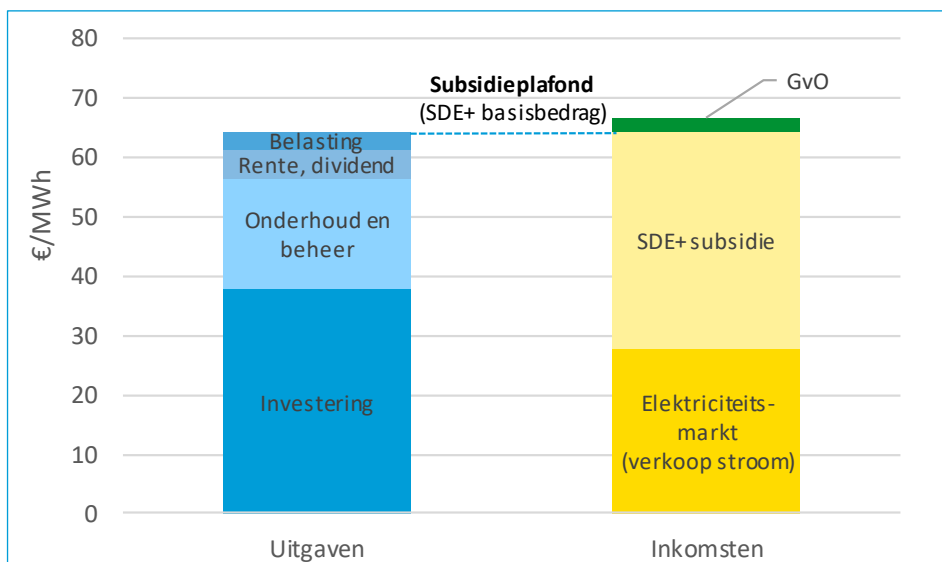 80
70
60
50
40
30
20
10
0
€/MWh
Subsidieplafond
(SDE+ basisbedrag)
GvO
Belasting
Rente, dividend
Onderhoud en
beheer
Investering
SDE+ subsidie
Elektriciteits-
markt
(verkoop stroom)
Uitgaven
Inkomsten